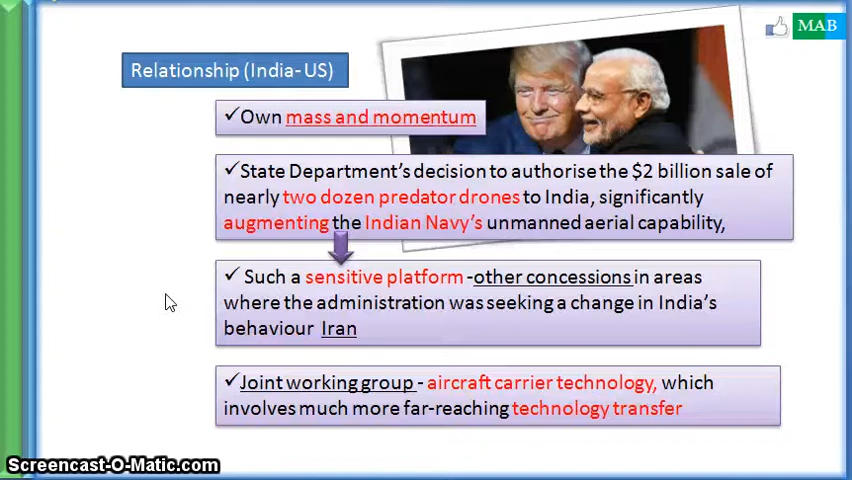 MAB
Relationship (India- US)
✓Own mass and momentum
✓State Department's decision to authorise the $2 billion sale of
nearly two dozen predator drones to India, significantly
augmenting the Indian Navy's unmanned aerial capability,
✓ Such a sensitive platform -other concessions in areas
where the administration was seeking a change in India's
behaviour Iran
✓Joint working group - aircraft carrier technology, which
involves much more far-reaching technology transfer
Screencast-O-Matic.com